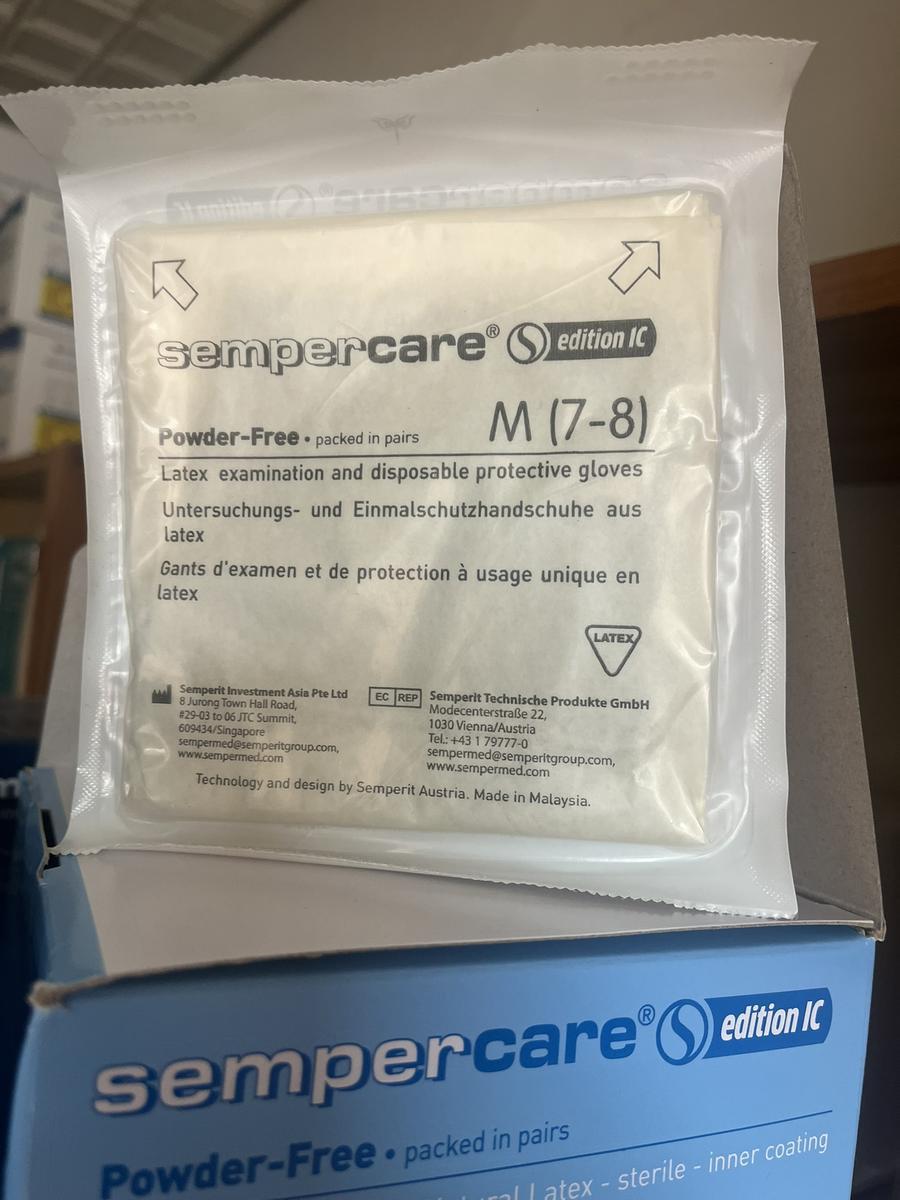 sempercare® edition IC
Powder-Free • packed in pairs M (7-8)
Latex examination and disposable protective gloves
Untersuchungs- und Einmalschutzhandschuhe aus
latex
Gants d'examen et de protection à usage unique en
latex
LATEX
Semperit Investment Asia Pte Ltd
8 Jurong Town Hall Road,
#29-03 to 06 JTC Summit,
609434/Singapore
sempermed@semperitgroup.com,
www.sempermed.com
EC REP
Semperit Technische Produkte GmbH
Modecenterstraße 22,
1030 Vienna/Austria
Tel.: +43 1 79777-0
sempermed@semperitgroup.com,
www.sempermed.com
Technology and design by Semperit Austria. Made in Malaysia.
sempercare® edition IC
Powder-Free • packed in pairs
Latex - sterile - inner coating